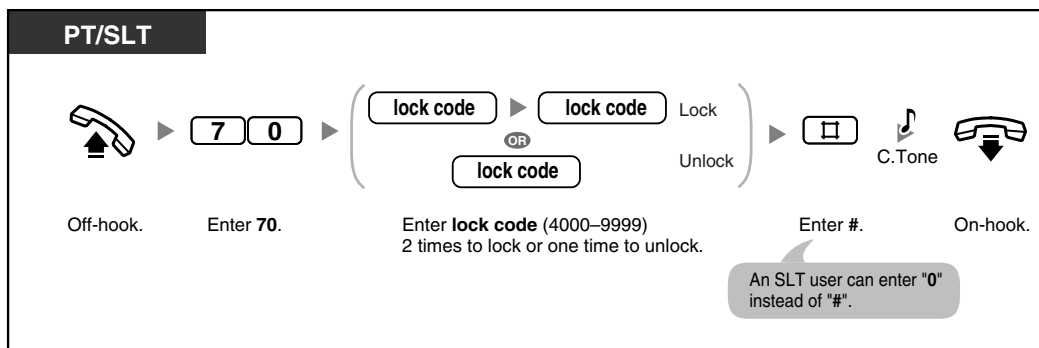 PT/SLT
7 0
lock code lock code Lock
OR
lock code Unlock
#
C.Tone
Off-hook.
Enter 70.
Enter lock code (4000–9999)
2 times to lock or one time to unlock.
Enter #.
On-hook.
An SLT user can enter "0"
instead of "#".